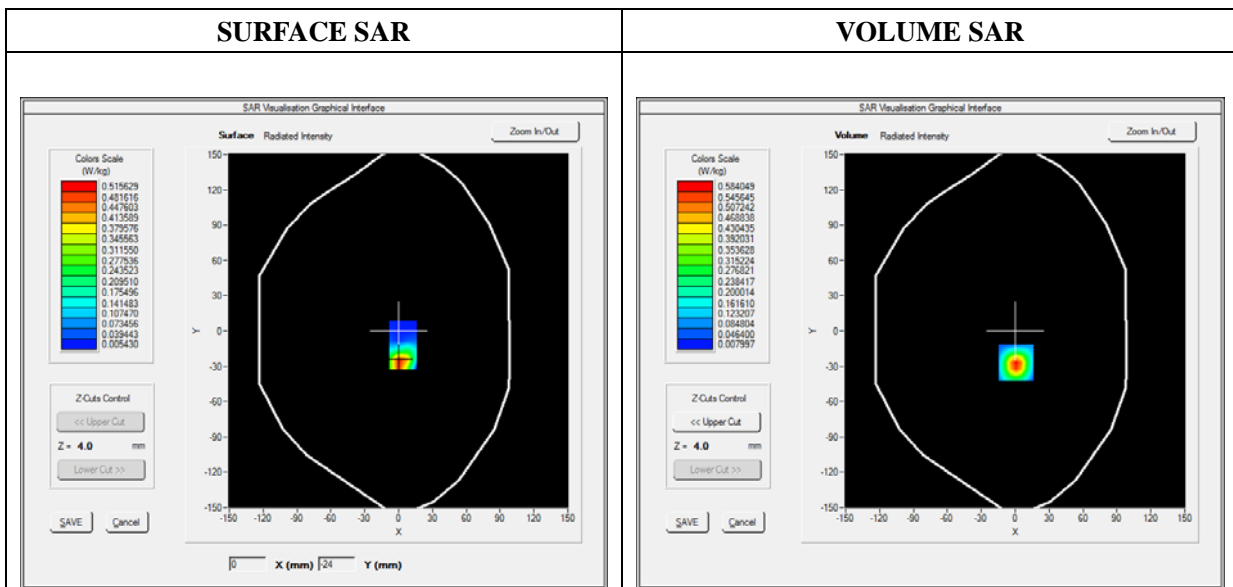 SURFACE SAR
VOLUME SAR
SAR Visualisation Graphical Interface
Surface Radiated Intensity
Zoom In/Out
Colors Scale
(W/kg)
0.515629
0.481616
0.447603
0.413589
0.379576
0.345563
0.311550
0.277536
0.243523
0.209510
0.175496
0.141483
0.107470
0.073456
0.039443
0.005430
Z-Cuts Control
<< Upper Cut
Z = 4.0 mm
Lower Cut >>
SAVE Cancel
150
120
90
60
30
0
-30
-60
-90
-120
-150
Y
-150 -120 -90 -60 -30 0 30 60 90 120 150
X
0 X (mm) -24 Y (mm)
SAR Visualisation Graphical Interface
Volume Radiated Intensity
Zoom In/Out
Colors Scale
(W/kg)
0.584049
0.545645
0.507242
0.468838
0.430435
0.392031
0.353628
0.315224
0.276821
0.238417
0.200014
0.161610
0.123207
0.084804
0.046400
0.007997
Z-Cuts Control
<< Upper Cut
Z = 4.0 mm
Lower Cut >>
SAVE Cancel
150
120
90
60
30
0
-30
-60
-90
-120
-150
Y
-150 -120 -90 -60 -30 0 30 60 90 120 150
X